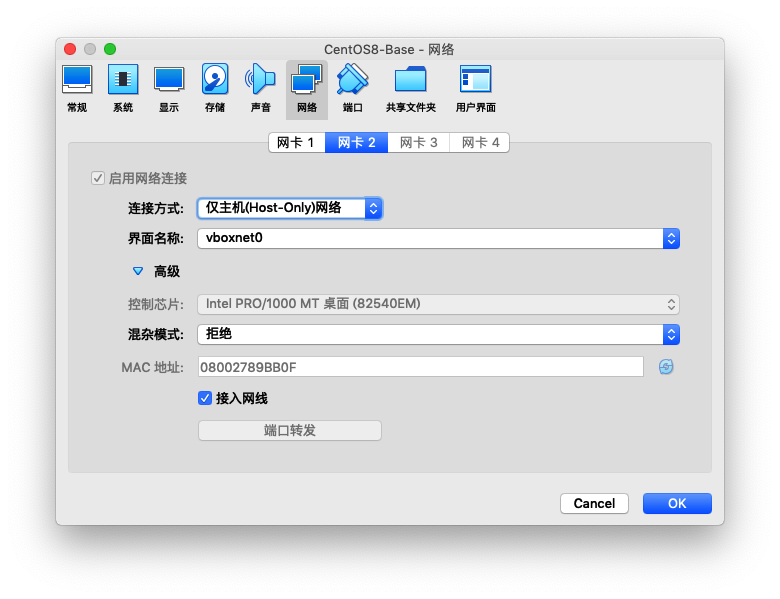 CentOS8-Base - 网络
常规 系统 显示 存储 声音 网络 端口 共享文件夹 用户界面
网卡 1 网卡 2 网卡 3 网卡 4
启用网络连接
连接方式: 仅主机(Host-Only)网络
界面名称: vboxnet0
高级
控制芯片: Intel PRO/1000 MT 桌面 (82540EM)
混杂模式: 拒绝
MAC 地址: 08002789BB0F
接入网线
端口转发
Cancel OK